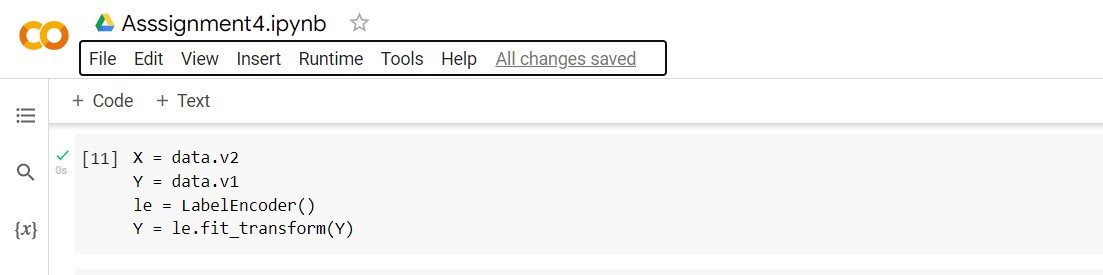 Asssignment4.ipynb
File Edit View Insert Runtime Tools Help All changes saved
+ Code + Text
[11] X = data.v2
0s
Y = data.v1
le = LabelEncoder()
Y = le.fit_transform(Y)
{x}